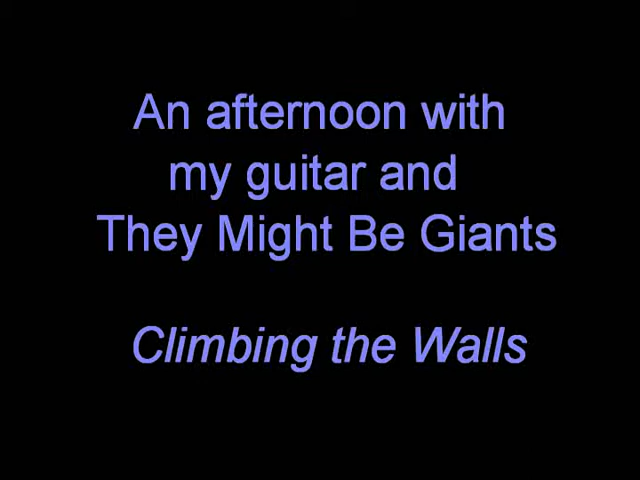 An afternoon with
my guitar and
They Might Be Giants
Climbing the Walls